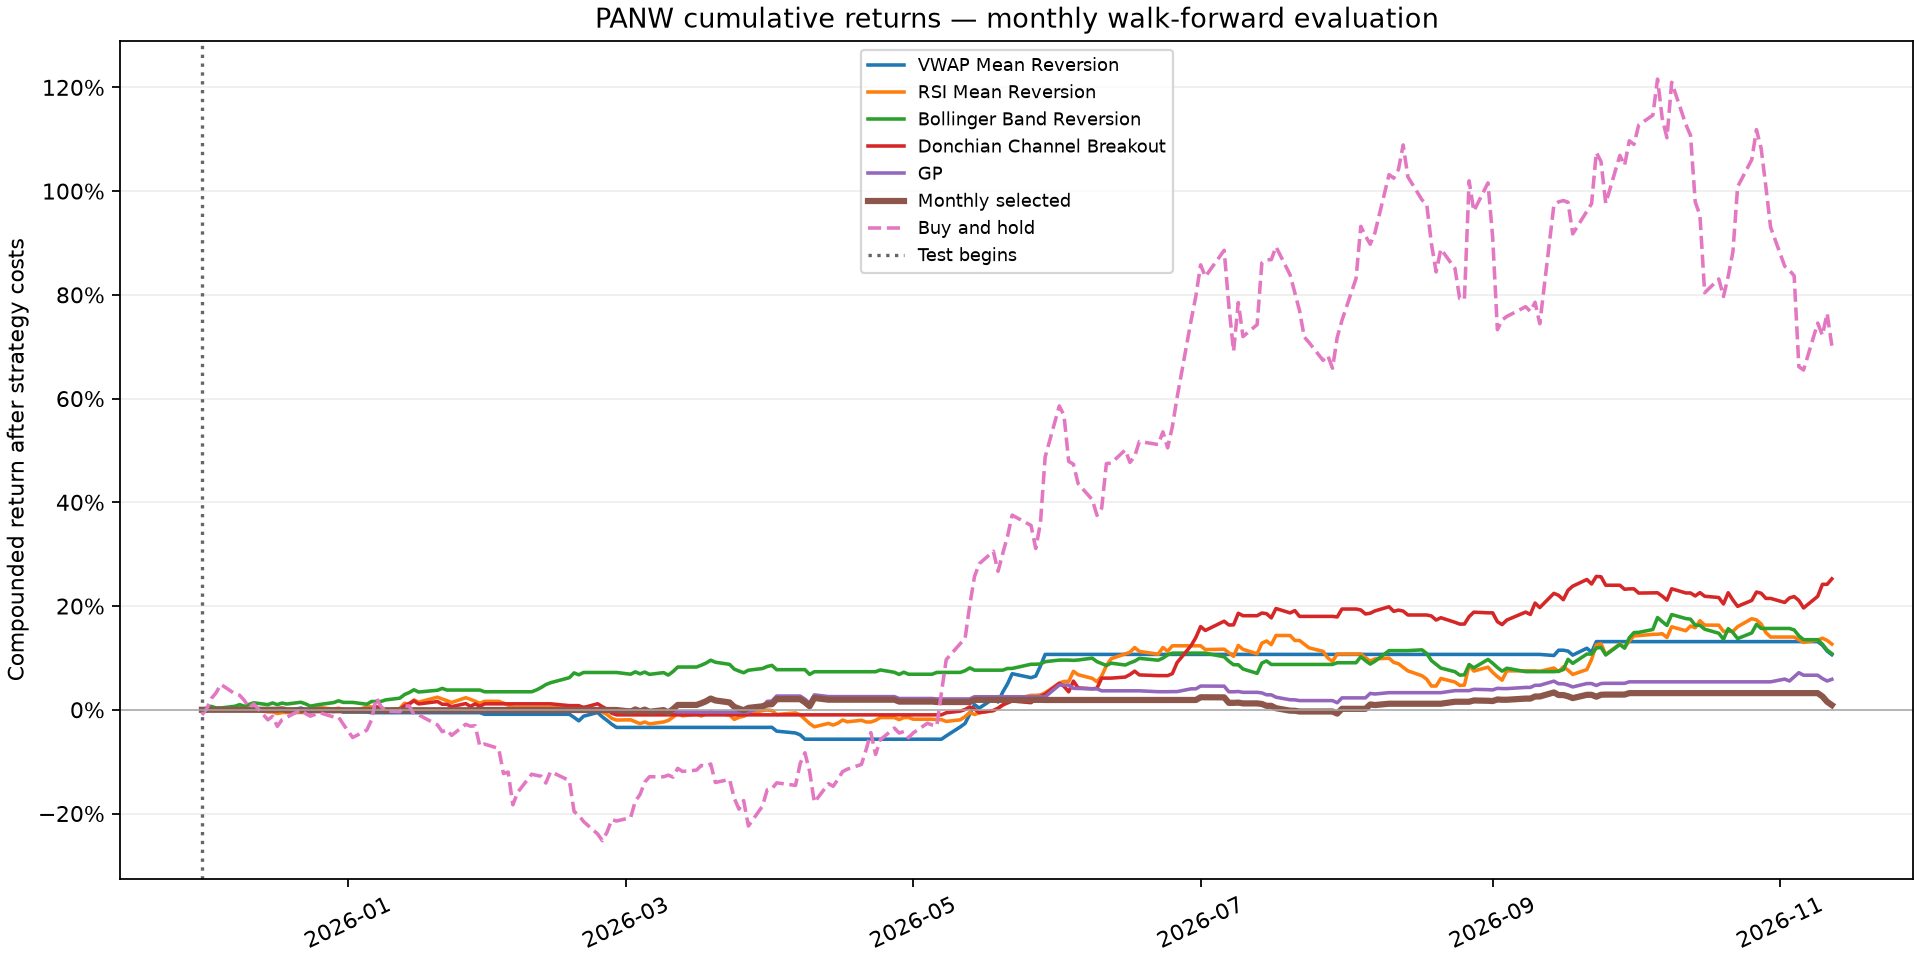 PANW cumulative returns — monthly walk-forward evaluation
Compounded return after strategy costs
120%
100%
80%
60%
40%
20%
0%
−20%
VWAP Mean Reversion
RSI Mean Reversion
Bollinger Band Reversion
Donchian Channel Breakout
GP
Monthly selected
Buy and hold
Test begins
2026-01
2026-03
2026-05
2026-07
2026-09
2026-11